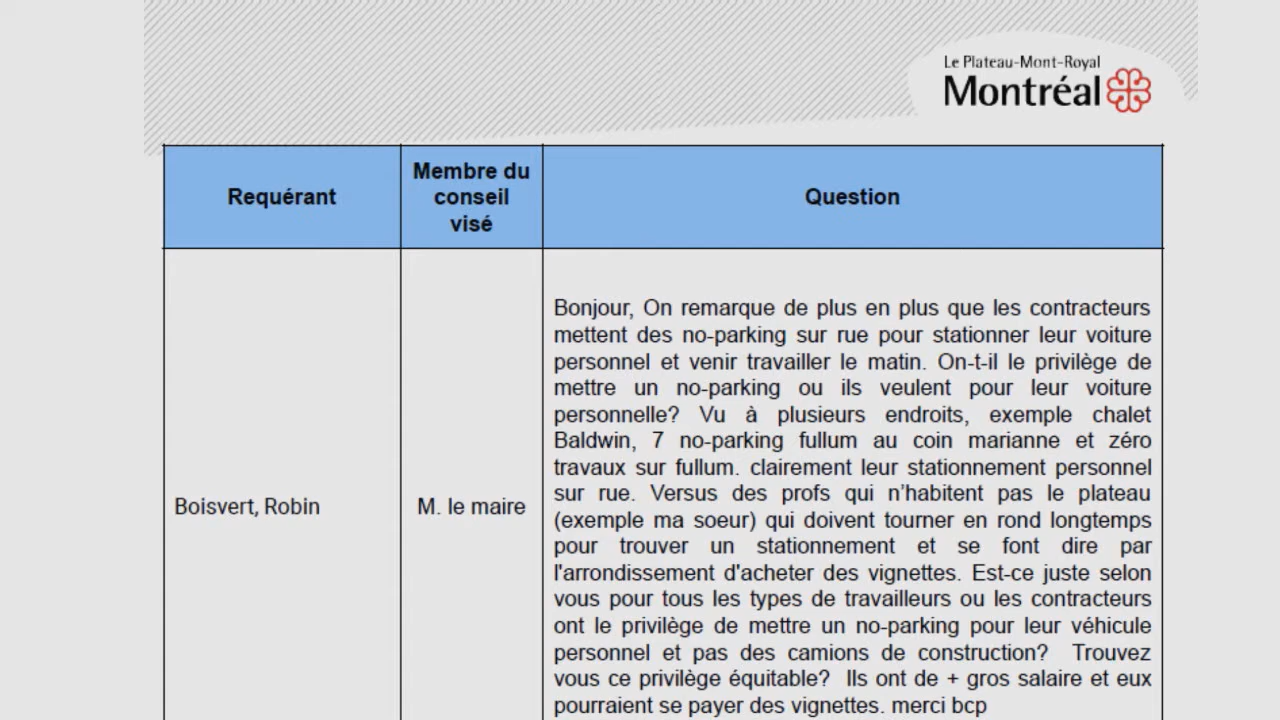 Le Plateau-Mont-Royal
Montréal
Requérant
Membre du
conseil
visé
Question
Boisvert, Robin
M. le maire
Bonjour, On remarque de plus en plus que les contracteurs
mettent des no-parking sur rue pour stationner leur voiture
personnel et venir travailler le matin. On-t-il le privilège de
mettre un no-parking ou ils veulent pour leur voiture
personnelle? Vu à plusieurs endroits, exemple chalet
Baldwin, 7 no-parking fullum au coin marianne et zéro
travaux sur fullum. clairement leur stationnement personnel
sur rue. Versus des profs qui n’habitent pas le plateau
(exemple ma soeur) qui doivent tourner en rond longtemps
pour trouver un stationnement et se font dire par
l'arrondissement d'acheter des vignettes. Est-ce juste selon
vous pour tous les types de travailleurs ou les contracteurs
ont le privilège de mettre un no-parking pour leur véhicule
personnel et pas des camions de construction? Trouvez
vous ce privilège équitable? Ils ont de + gros salaire et eux
pourraient se payer des vignettes. merci bcp